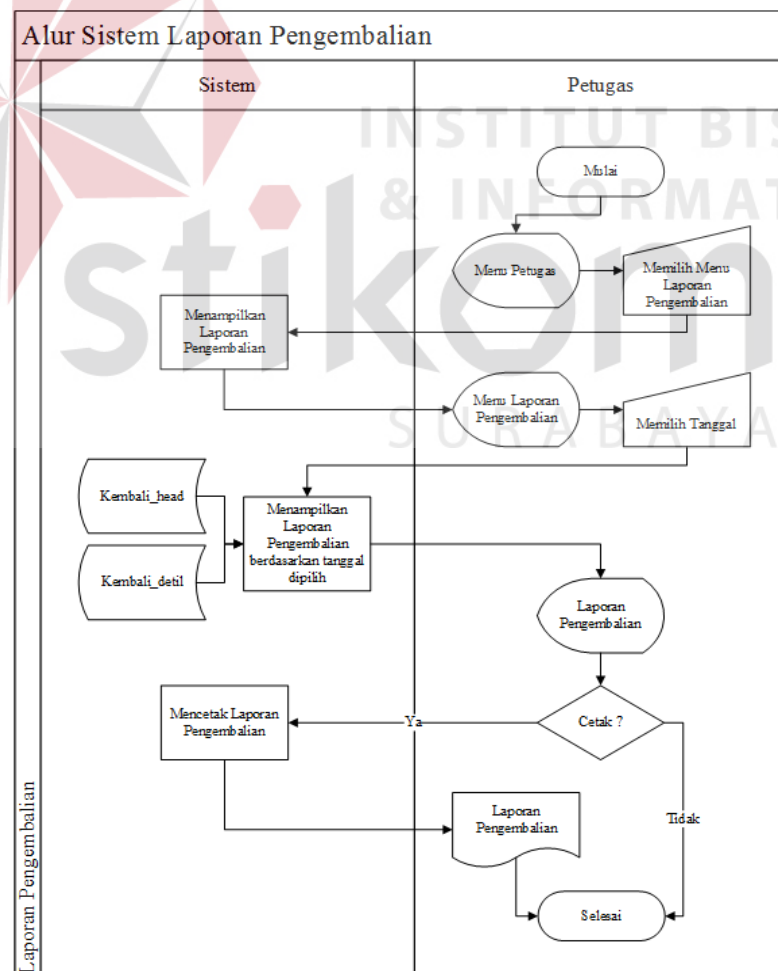 Alur Sistem Laporan Pengembalian
Sistem
Petugas
INSTITUT BIS
& INFORMAT
stikom
SURABAYA
Mulai
Menu Petugas
Memilih Menu
Laporan
Pengembalian
Menampilkan
Laporan
Pengembalian
Menu Laporan
Pengembalian
Memilih Tanggal
Kembali_head
Kembali_detil
Menampilkan
Laporan
Pengembalian
berdasarkan tanggal
dipilih
Laporan
Pengembalian
Cetak ?
Ya
Mencetak Laporan
Pengembalian
Tidak
Laporan
Pengembalian
Selesai
Laporan Pengembalian